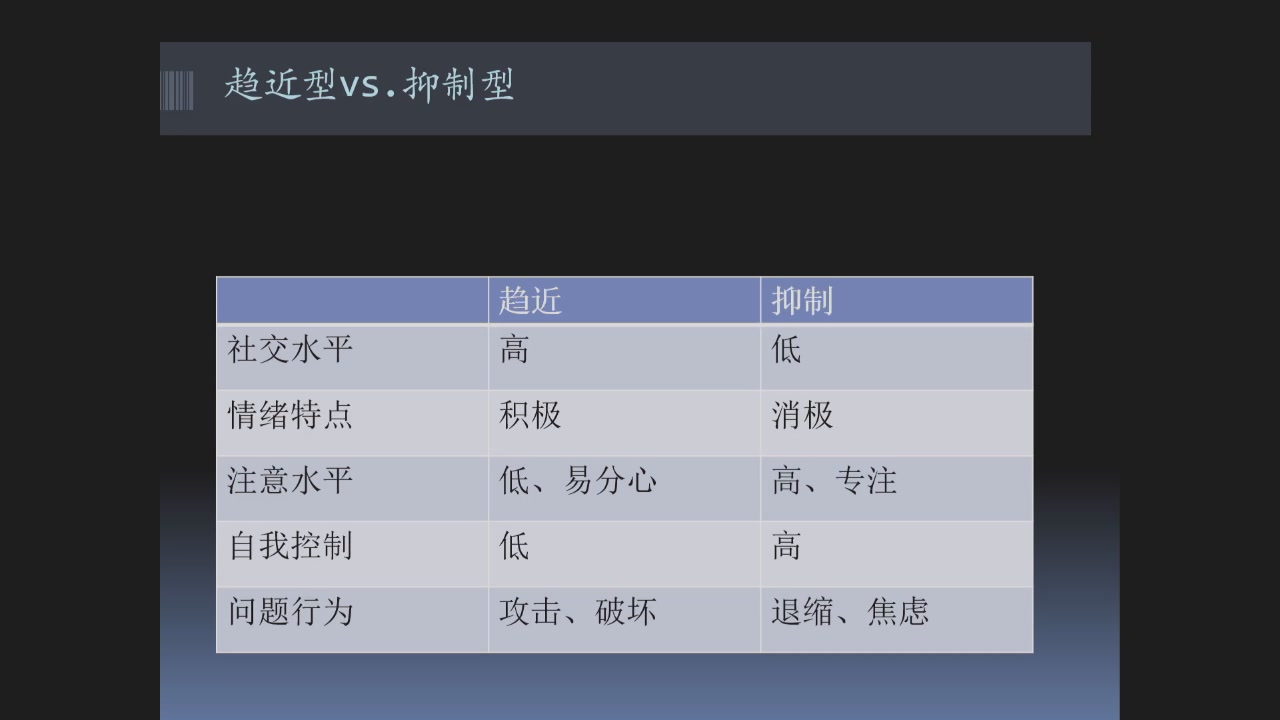 趋近型vs.抑制型
趋近 抑制
社交水平 高 低
情绪特点 积极 消极
注意水平 低、易分心 高、专注
自我控制 低 高
问题行为 攻击、破坏 退缩、焦虑